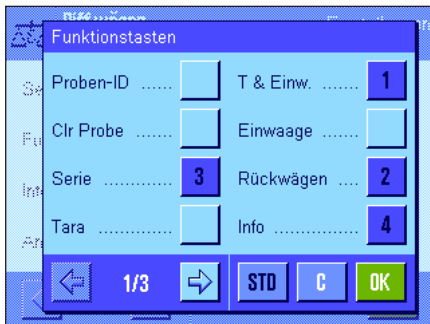 Funktionstasten
Proben-ID ...... T & Einw. ....... 1
Clr Probe ....... Einwaage .......
Serie ............ 3 Rückwägen .... 2
Tara ............. Info ............... 4
1/3 STD C OK